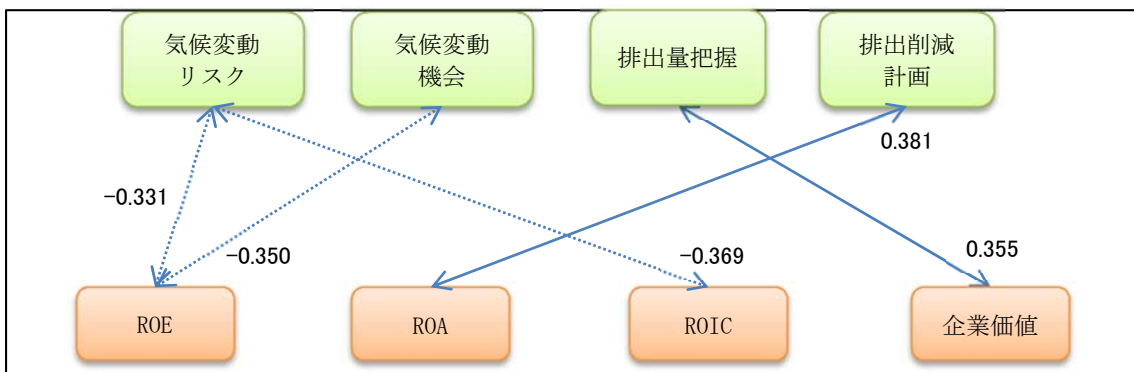 気候変動
リスク
気候変動
機会
排出量把握
排出削減
計画
0.381
−0.331
−0.350
−0.369
0.355
ROE
ROA
ROIC
企業価値